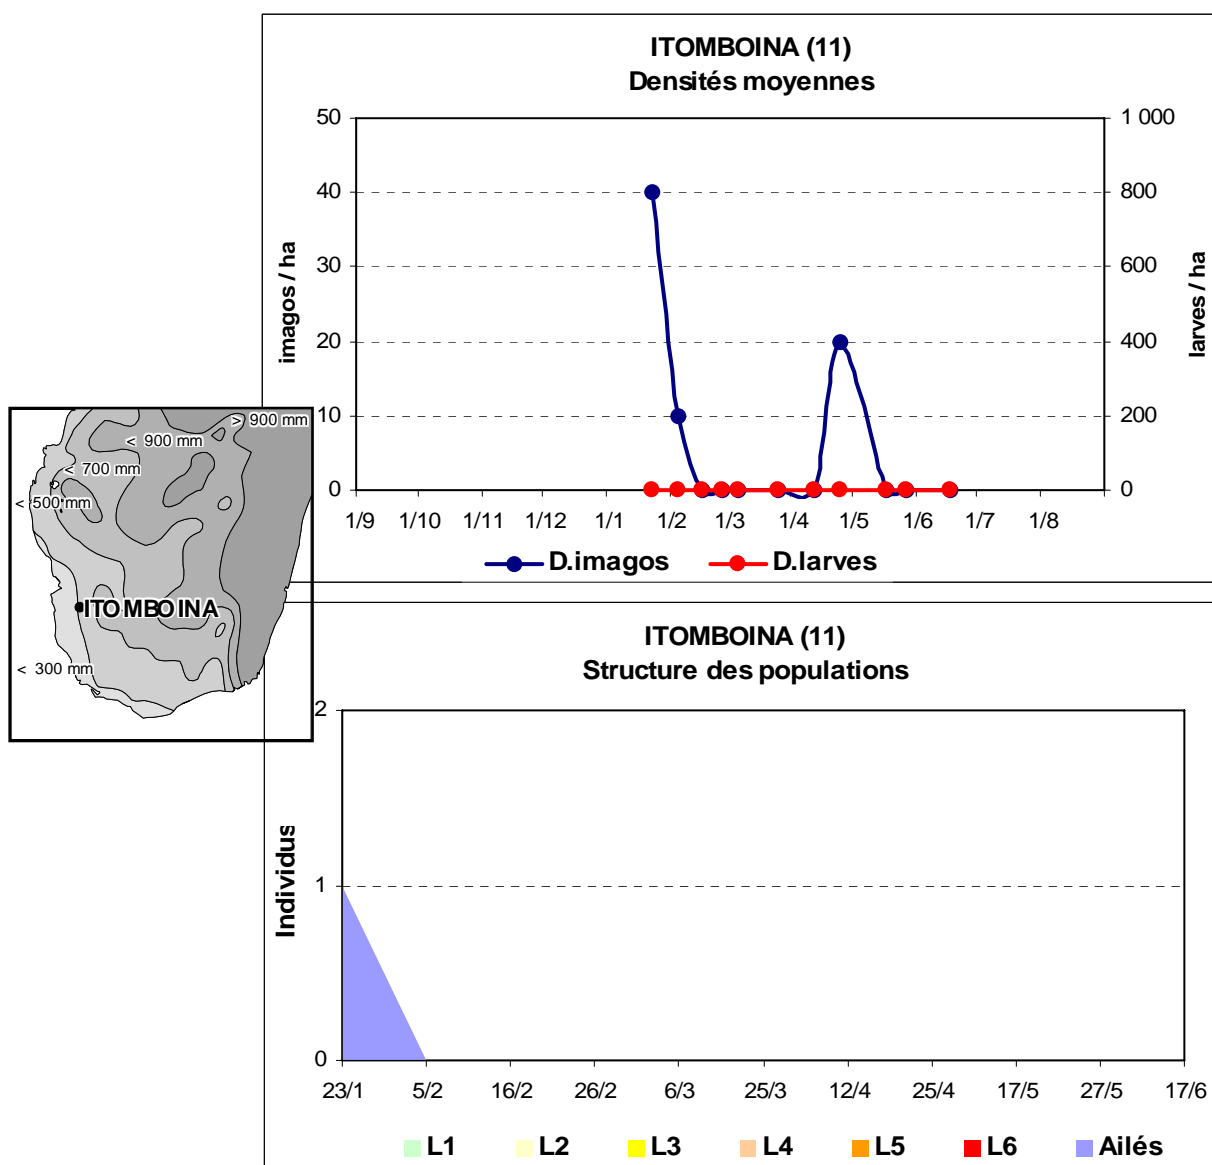 ITOMBOINA (11)
Densités moyennes
50
40
30
20
10
0
imagos / ha
1 000
800
600
400
200
0
larves / ha
1/9 1/10 1/11 1/12 1/1 1/2 1/3 1/4 1/5 1/6 1/7 1/8
D.imagos D.larves
> 900 mm
< 900 mm
< 700 mm
< 500 mm
ITOMBOINA
< 300 mm
ITOMBOINA (11)
Structure des populations
2
1
0
Individus
23/1 5/2 16/2 26/2 6/3 25/3 12/4 25/4 17/5 27/5 17/6
L1 L2 L3 L4 L5 L6 Ailés